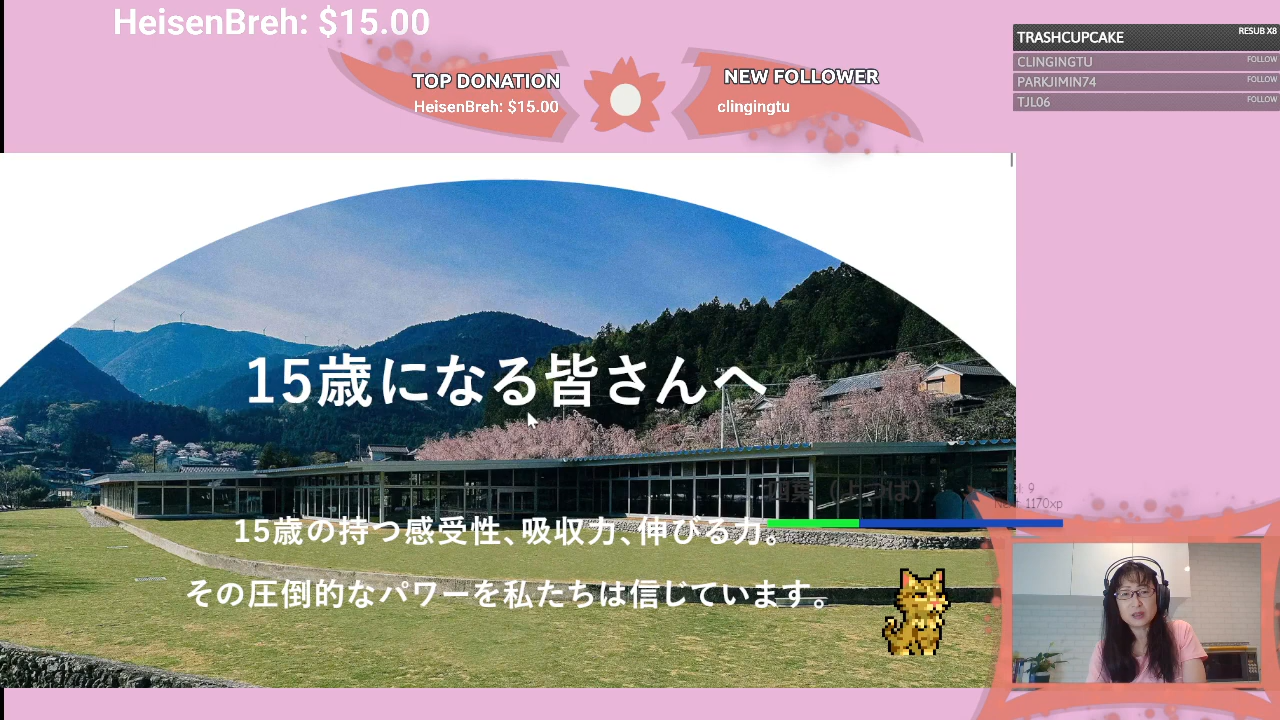 HeisenBreh: $15.00
TOP DONATION
HeisenBreh: $15.00
NEW FOLLOWER
clingingtu
TRASHCUPCAKE RESUB X8
CLINGINGTU FOLLOW
PARKJIMIN74 FOLLOW
TJL06 FOLLOW
15歳になる皆さんへ
9
1170xp
15歳の持つ感受性、吸収力、伸びる力。
その圧倒的なパワーを私たちは信じています。